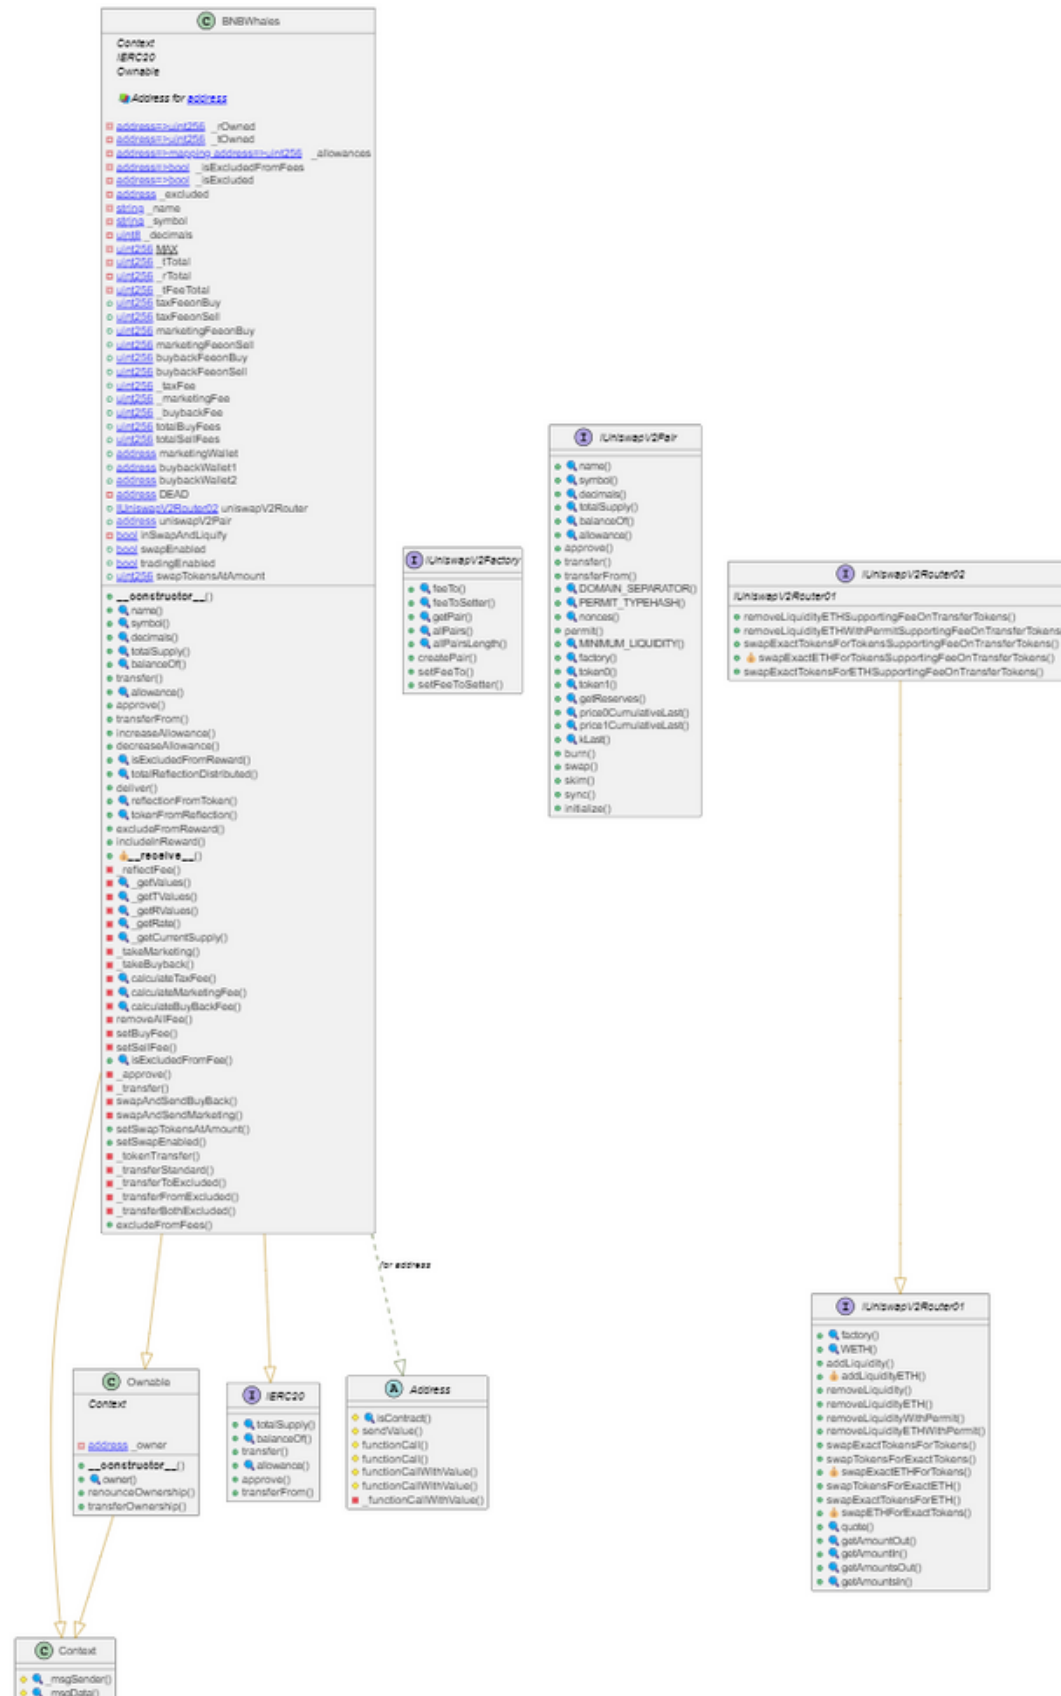 BNBWhales
Context
IERC20
Ownable
Address for address
address=>uint256 _rOwned
address=>uint256 _tOwned
address=>mapping address=>uint256 _allowances
address=>bool _isExcludedFromFees
address=>bool _isExcluded
address _excluded
string _name
string _symbol
uint8 _decimals
uint256 MAX
uint256 _tTotal
uint256 _rTotal
uint256 _tFeeTotal
uint256 taxFeeonBuy
uint256 taxFeeonSell
uint256 marketingFeeonBuy
uint256 marketingFeeonSell
uint256 buybackFeeonBuy
uint256 buybackFeeonSell
uint256 _taxFee
uint256 _marketingFee
uint256 _buybackFee
uint256 totalBuyFees
uint256 totalSellFees
address marketingWallet
address buybackWallet1
address buybackWallet2
address DEAD
IUniswapV2Router02 uniswapV2Router
address uniswapV2Pair
bool inSwapAndLiquify
bool swapEnabled
bool tradingEnabled
uint256 swapTokensAtAmount
__constructor__()
name()
symbol()
decimals()
totalSupply()
balanceOf()
transfer()
allowance()
approve()
transferFrom()
increaseAllowance()
decreaseAllowance()
isExcludedFromReward()
totalReflectionDistributed()
deliver()
reflectionFromToken()
tokenFromReflection()
excludeFromReward()
includeInReward()
__receive__()
_reflectFee()
_getValues()
_getTValues()
_getRValues()
_getRate()
_getCurrentSupply()
_takeMarketing()
_takeBuyback()
calculateTaxFee()
calculateMarketingFee()
calculateBuyBackFee()
removeAllFee()
setBuyFee()
setSellFee()
isExcludedFromFee()
_approve()
_transfer()
swapAndSendBuyBack()
swapAndSendMarketing()
setSwapTokensAtAmount()
setSwapEnabled()
_tokenTransfer()
_transferStandard()
_transferToExcluded()
_transferFromExcluded()
_transferBothExcluded()
excludeFromFees()
IUniswapV2Factory
feeTo()
feeToSetter()
getPair()
allPairs()
allPairsLength()
createPair()
setFeeTo()
setFeeToSetter()
IUniswapV2Pair
name()
symbol()
decimals()
totalSupply()
balanceOf()
allowance()
approve()
transfer()
transferFrom()
DOMAIN_SEPARATOR()
PERMIT_TYPEHASH()
nonces()
permit()
MINIMUM_LIQUIDITY()
factory()
token0()
token1()
getReserves()
price0CumulativeLast()
price1CumulativeLast()
kLast()
burn()
swap()
skim()
sync()
initialize()
IUniswapV2Router02
IUniswapV2Router01
removeLiquidityETHSupportingFeeOnTransferTokens()
removeLiquidityETHWithPermitSupportingFeeOnTransferTokens
swapExactTokensForTokensSupportingFeeOnTransferTokens()
swapExactETHForTokensSupportingFeeOnTransferTokens()
swapExactTokensForETHSupportingFeeOnTransferTokens()
for address
Ownable
Context
address _owner
__constructor__()
owner()
renounceOwnership()
transferOwnership()
IERC20
totalSupply()
balanceOf()
transfer()
allowance()
approve()
transferFrom()
Address
isContract()
sendValue()
functionCall()
functionCall()
functionCallWithValue()
functionCallWithValue()
_functionCallWithValue()
IUniswapV2Router01
factory()
WETH()
addLiquidity()
addLiquidityETH()
removeLiquidity()
removeLiquidityETH()
removeLiquidityWithPermit()
removeLiquidityETHWithPermit()
swapExactTokensForTokens()
swapTokensForExactTokens()
swapExactETHForTokens()
swapTokensForExactETH()
swapExactTokensForETH()
swapETHForExactTokens()
quote()
getAmountOut()
getAmountIn()
getAmountsOut()
getAmountsIn()
Context
_msgSender()
_msgData()